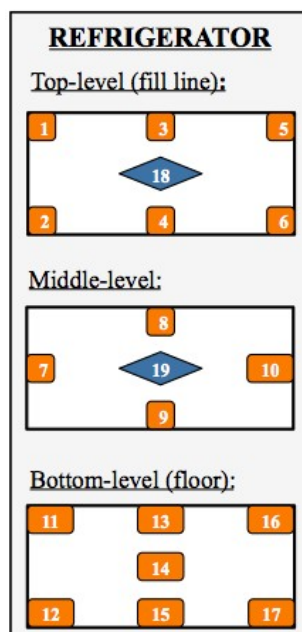 REFRIGERATOR
Top-level (fill line):
1 3 5
18
2 4 6
Middle-level:
8
7 19 10
9
Bottom-level (floor):
11 13 16
14
12 15 17